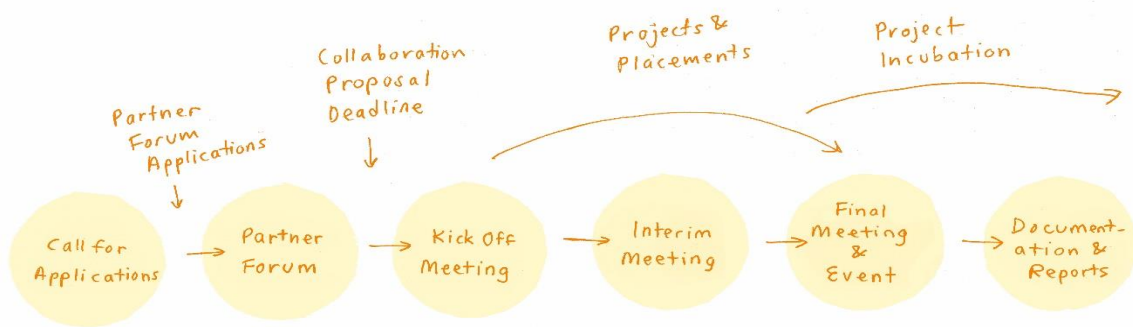 Partner
Forum
Applications
Collaboration
Proposal
Deadline
Projects &
Placements
Project
Incubation
Call for
Applications
Partner
Forum
Kick Off
Meeting
Interim
Meeting
Final
Meeting
&
Event
Document-
ation &
Reports